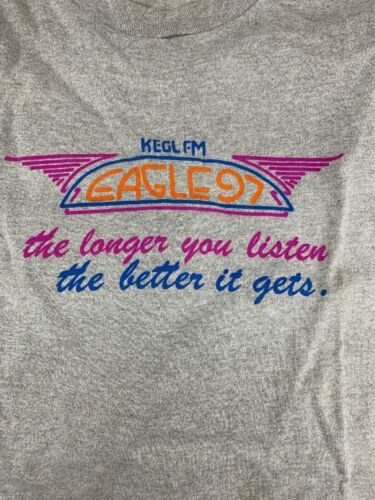 KEGL FM
EAGLE 97
the longer you listen
the better it gets.